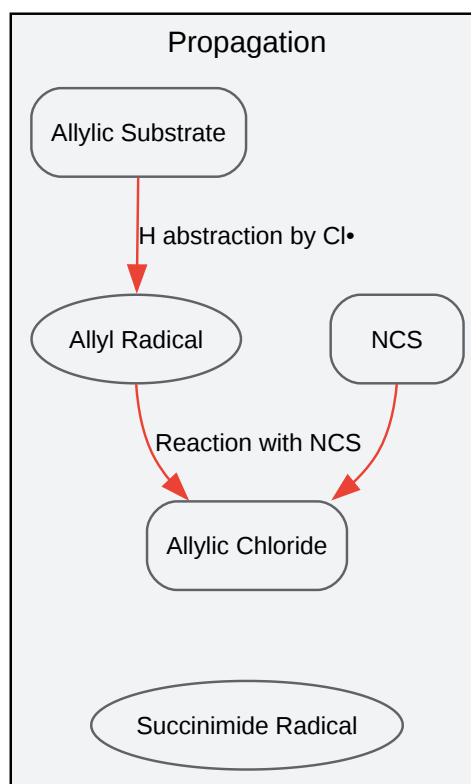 Propagation
Allylic Substrate
H abstraction by Cl•
Allyl Radical
NCS
Reaction with NCS
Allylic Chloride
Succinimide Radical